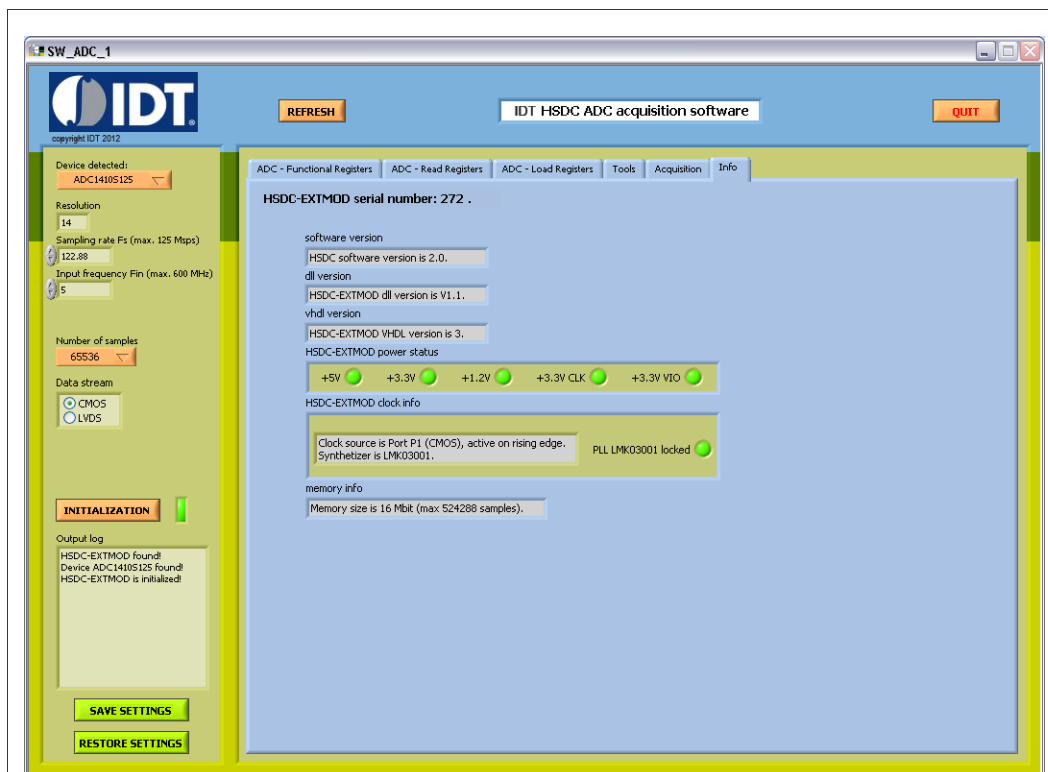 SW_ADC_1
IDT
copyright IDT 2012
REFRESH
IDT HSDC ADC acquisition software
QUIT
Device detected:
ADC1410S125
Resolution
14
Sampling rate Fs (max. 125 Msps)
122.88
Input frequency Fin (max. 600 MHz)
5
Number of samples
65536
Data stream
CMOS
LVDS
INITIALIZATION
Output log
HSDC-EXTMOD found!
Device ADC1410S125 found!
HSDC-EXTMOD is initialized!
SAVE SETTINGS
RESTORE SETTINGS
ADC - Functional Registers ADC - Read Registers ADC - Load Registers Tools Acquisition Info
HSDC-EXTMOD serial number: 272 .
software version
HSDC software version is 2.0.
dll version
HSDC-EXTMOD dll version is V1.1.
vhdl version
HSDC-EXTMOD VHDL version is 3.
HSDC-EXTMOD power status
+5V +3.3V +1.2V +3.3V CLK +3.3V VIO
HSDC-EXTMOD clock info
Clock source is Port P1 (CMOS), active on rising edge.
Synthetizer is LMK03001.
PLL LMK03001 locked
memory info
Memory size is 16 Mbit (max 524288 samples).